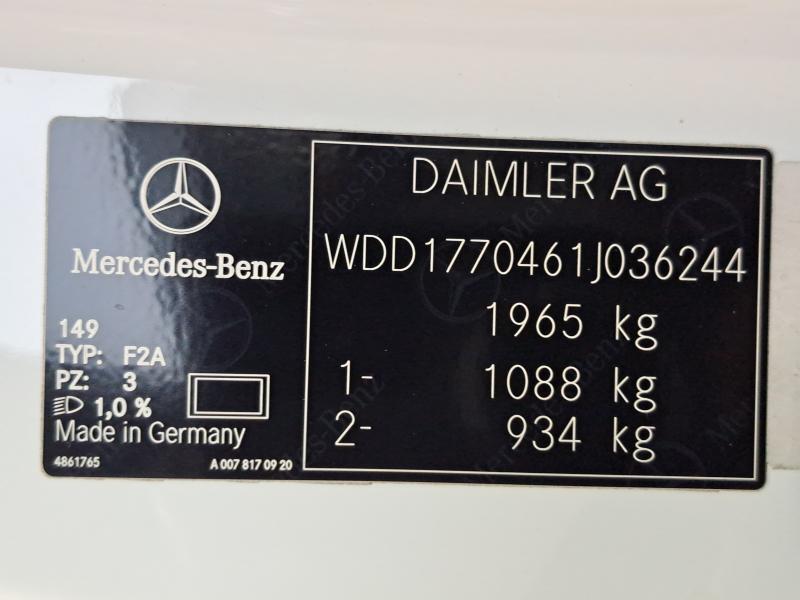 Mercedes-Benz
149
TYP: F2A
PZ: 3
1,0 %
Made in Germany
4861765
A 007 817 09 20
DAIMLER AG
WDD1770461J036244
1965 kg
1- 1088 kg
2- 934 kg